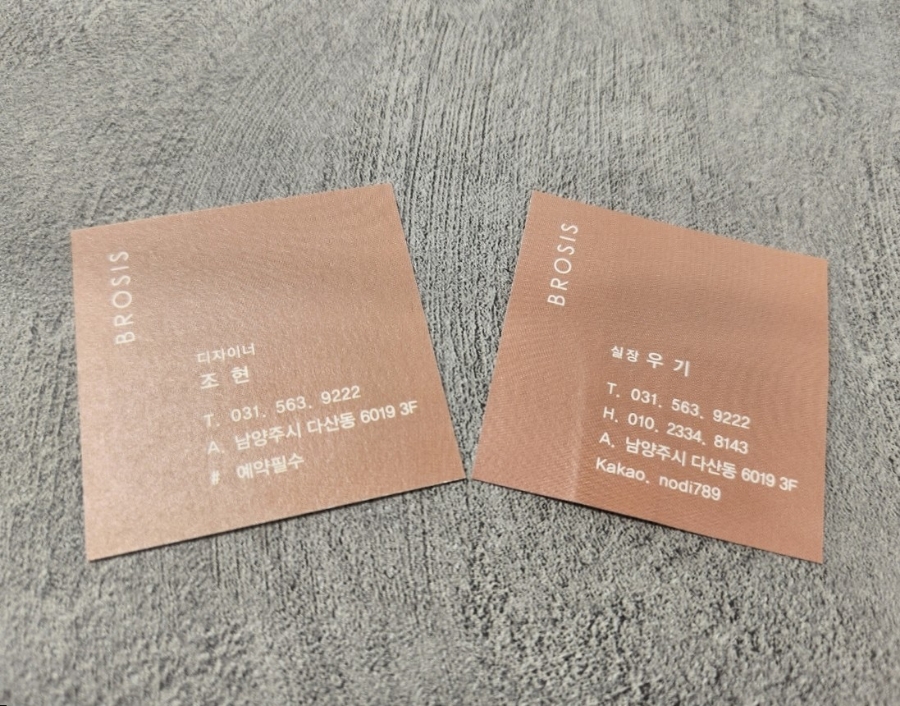 BROSIS
디자이너
조 현
T. 031. 563. 9222
A. 남양주시 다산동 6019 3F
# 예약필수
BROSIS
실장 우 기
T. 031. 563. 9222
H. 010. 2334. 8143
A. 남양주시 다산동 6019 3F
Kakao. nodi789